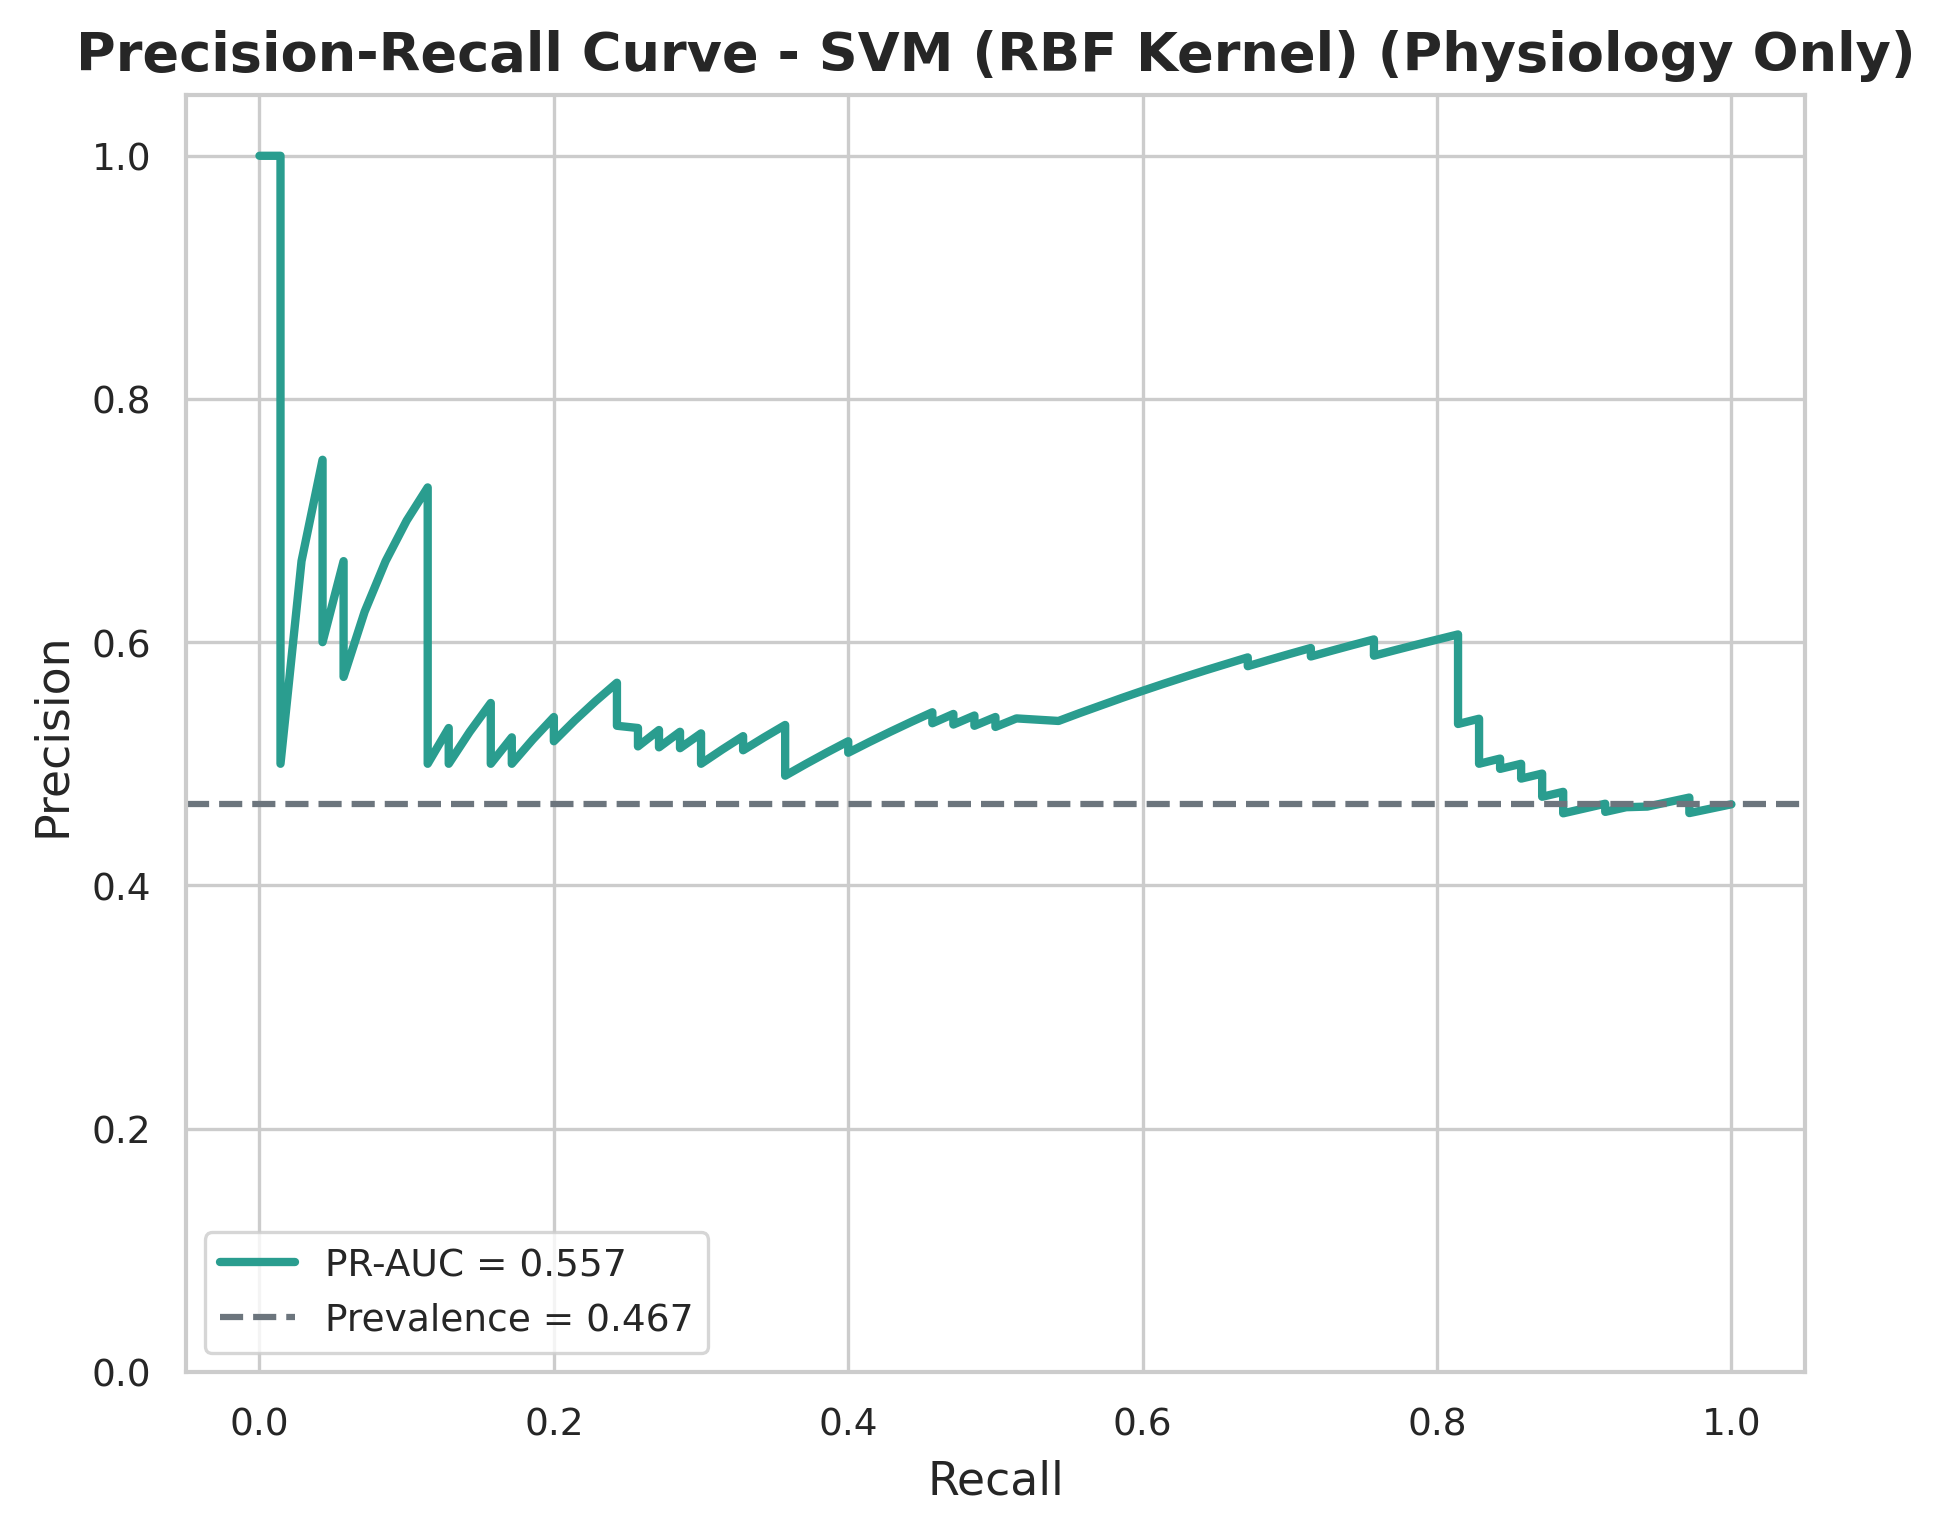 Precision-Recall Curve - SVM (RBF Kernel) (Physiology Only)
Precision
1.0
0.8
0.6
0.4
0.2
0.0
PR-AUC = 0.557
Prevalence = 0.467
0.0 0.2 0.4 0.6 0.8 1.0
Recall